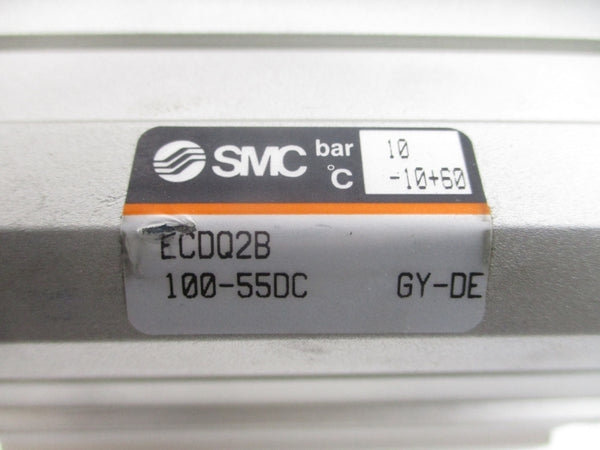 SMC bar 10
°C -10+60
ECDQ2B
100-55DC GY-DE